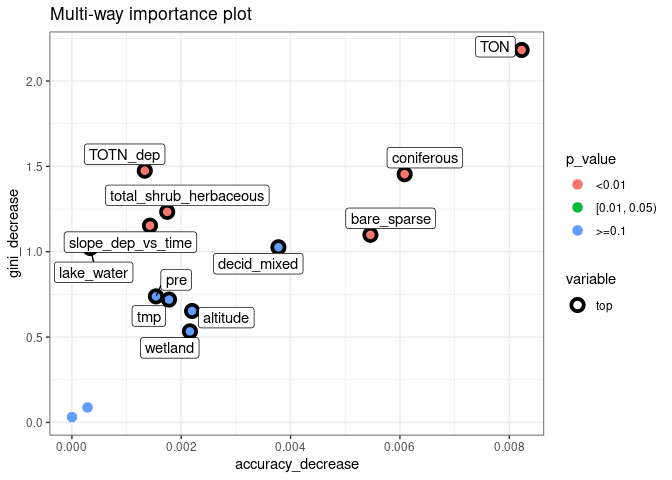 Multi-way importance plot
TON
TOTN_dep
coniferous
total_shrub_herbaceous
bare_sparse
slope_dep_vs_time
decid_mixed
lake_water
pre
tmp
altitude
wetland
gini_decrease
2.0
1.5
1.0
0.5
0.0
0.000
0.002
0.004
0.006
0.008
accuracy_decrease
p_value
<0.01
[0.01, 0.05)
>=0.1
variable
top